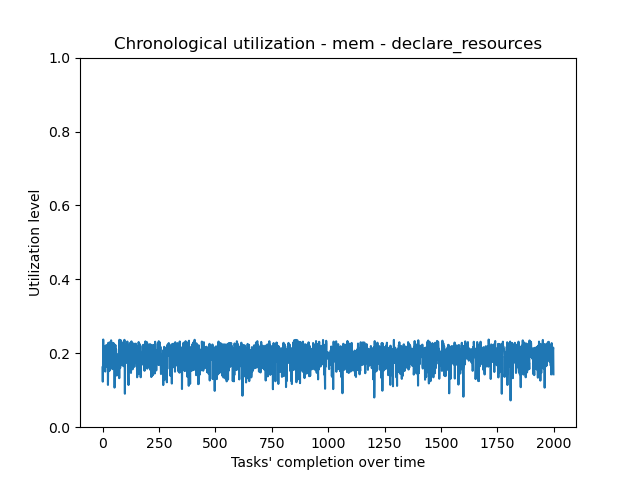 Chronological utilization - mem - declare_resources
1.0
0.8
0.6
0.4
0.2
0.0
Utilization level
0 250 500 750 1000 1250 1500 1750 2000
Tasks' completion over time